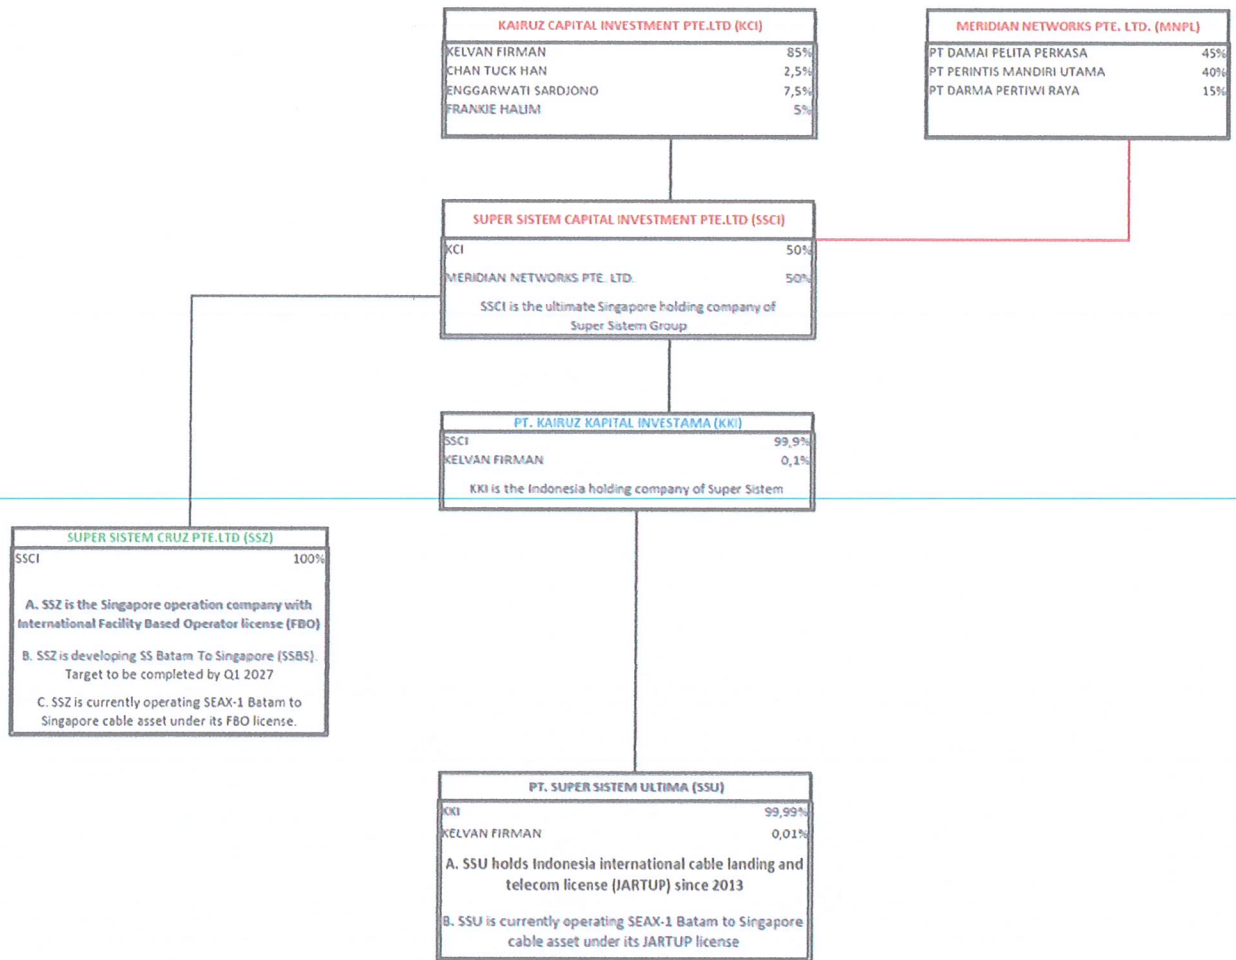 KAIRUZ CAPITAL INVESTMENT PTE.LTD (KCI)
KELVAN FIRMAN 85%
CHAN TUCK HAN 2,5%
ENGGARWATI SARDJONO 7,5%
FRANKIE HALIM 5%
MERIDIAN NETWORKS PTE. LTD. (MNPL)
PT DAMAI PELITA PERKASA 45%
PT PERINTIS MANDIRI UTAMA 40%
PT DARMA PERTIWI RAYA 15%
SUPER SISTEM CAPITAL INVESTMENT PTE.LTD (SSCI)
KCI 50%
MERIDIAN NETWORKS PTE. LTD. 50%
SSCI is the ultimate Singapore holding company of
Super Sistem Group
PT. KAIRUZ KAPITAL INVESTAMA (KKI)
SSCI 99,9%
KELVAN FIRMAN 0,1%
KKI is the Indonesia holding company of Super Sistem
SUPER SISTEM CRUZ PTE.LTD (SSZ)
SSCI 100%
A. SSZ is the Singapore operation company with
International Facility Based Operator license (FBO)
B. SSZ is developing SS Batam To Singapore (SSBS).
Target to be completed by Q1 2027
C. SSZ is currently operating SEAX-1 Batam to
Singapore cable asset under its FBO license.
PT. SUPER SISTEM ULTIMA (SSU)
KKI 99,99%
KELVAN FIRMAN 0,01%
A. SSU holds Indonesia international cable landing and
telecom license (JARTUP) since 2013
B. SSU is currently operating SEAX-1 Batam to Singapore
cable asset under its JARTUP license